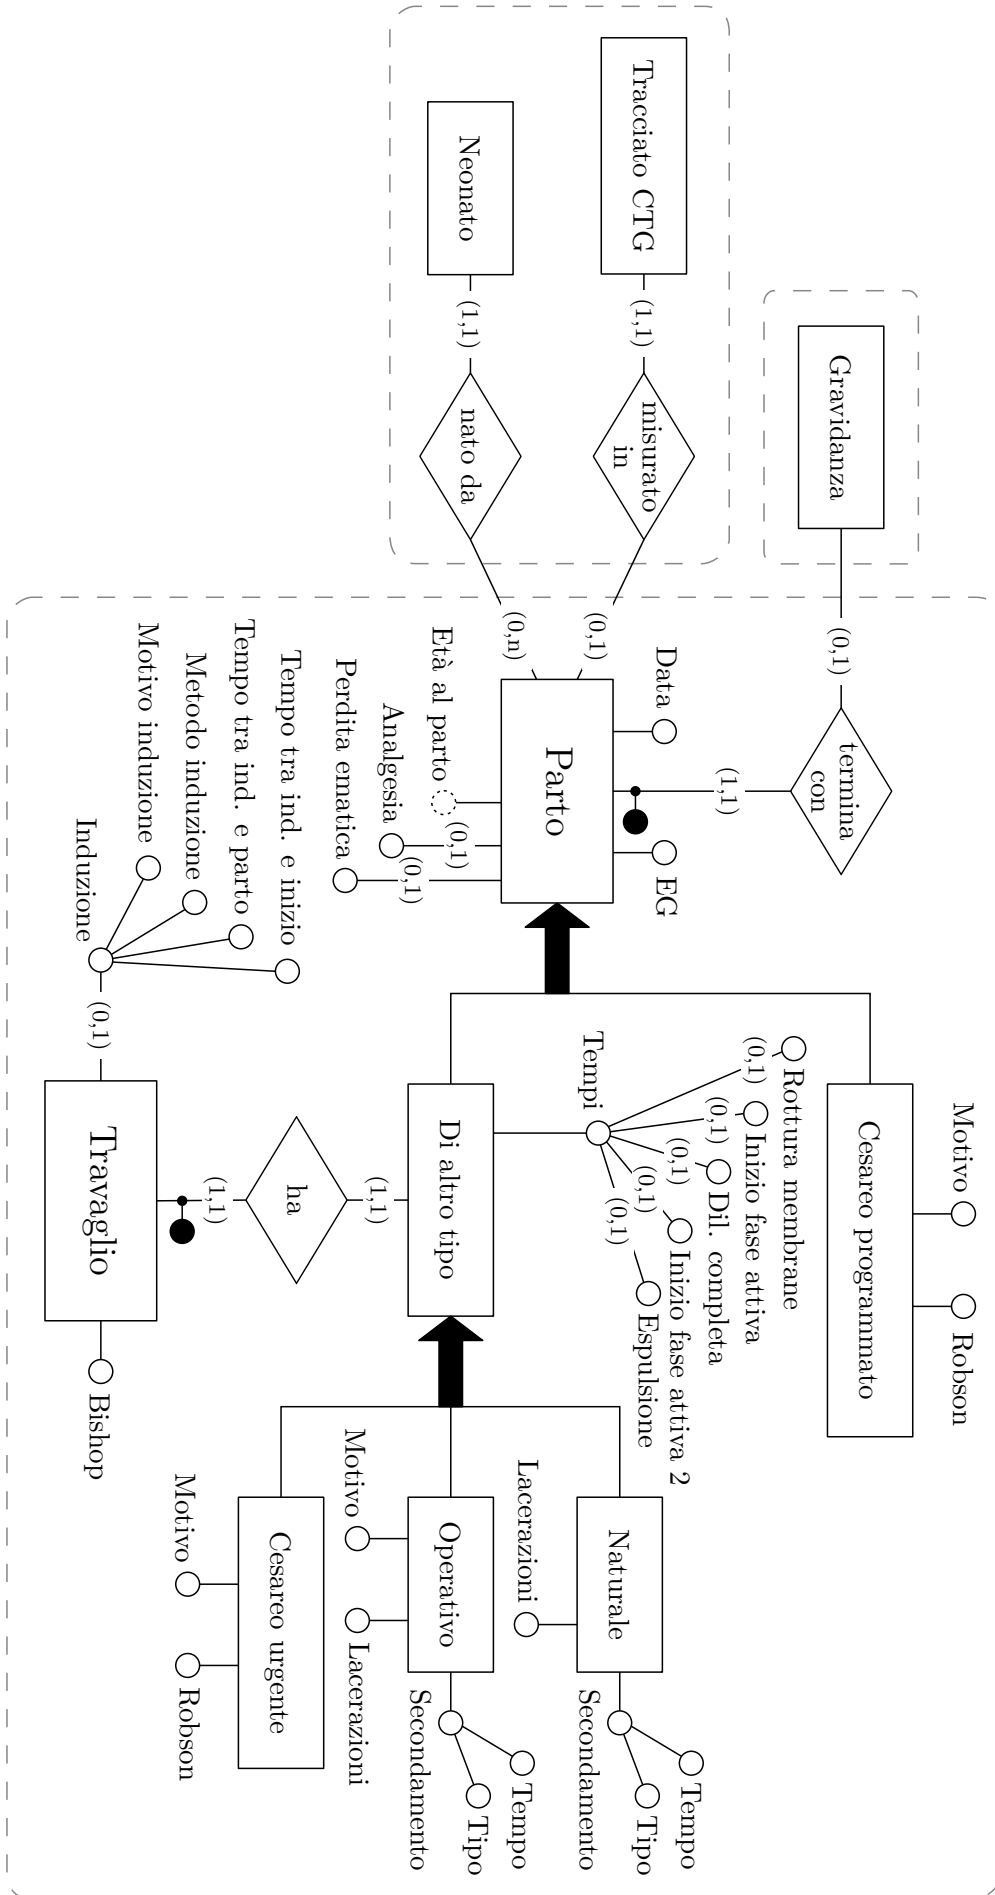 Motivo
Robson
Cesareo programmato
Gravidanza
(0,1)
termina
con
Rottura membrane
(0,1)
Inizio fase attiva
(0,1)
(1,1)
Dil. completa
(0,1)
Inizio fase attiva 2
(0,1)
Espulsione
(0,1)
Tempi
Data
EG
Tracciato CTG
(1,1)
misurato
in
(0,1)
Parto
Naturale
Tempo
Tipo
Secondamento
Lacerazioni
Neonato
(1,1)
nato da
(0,n)
Età al parto
(0,1)
Analgesia
(0,1)
Perdita ematica
Di altro tipo
Operativo
Tempo
Tipo
Secondamento
Motivo
Lacerazioni
(1,1)
ha
(1,1)
Cesareo urgente
Motivo
Robson
Tempo tra ind. e inizio
Tempo tra ind. e parto
Metodo induzione
Motivo induzione
Induzione
(0,1)
Travaglio
Bishop